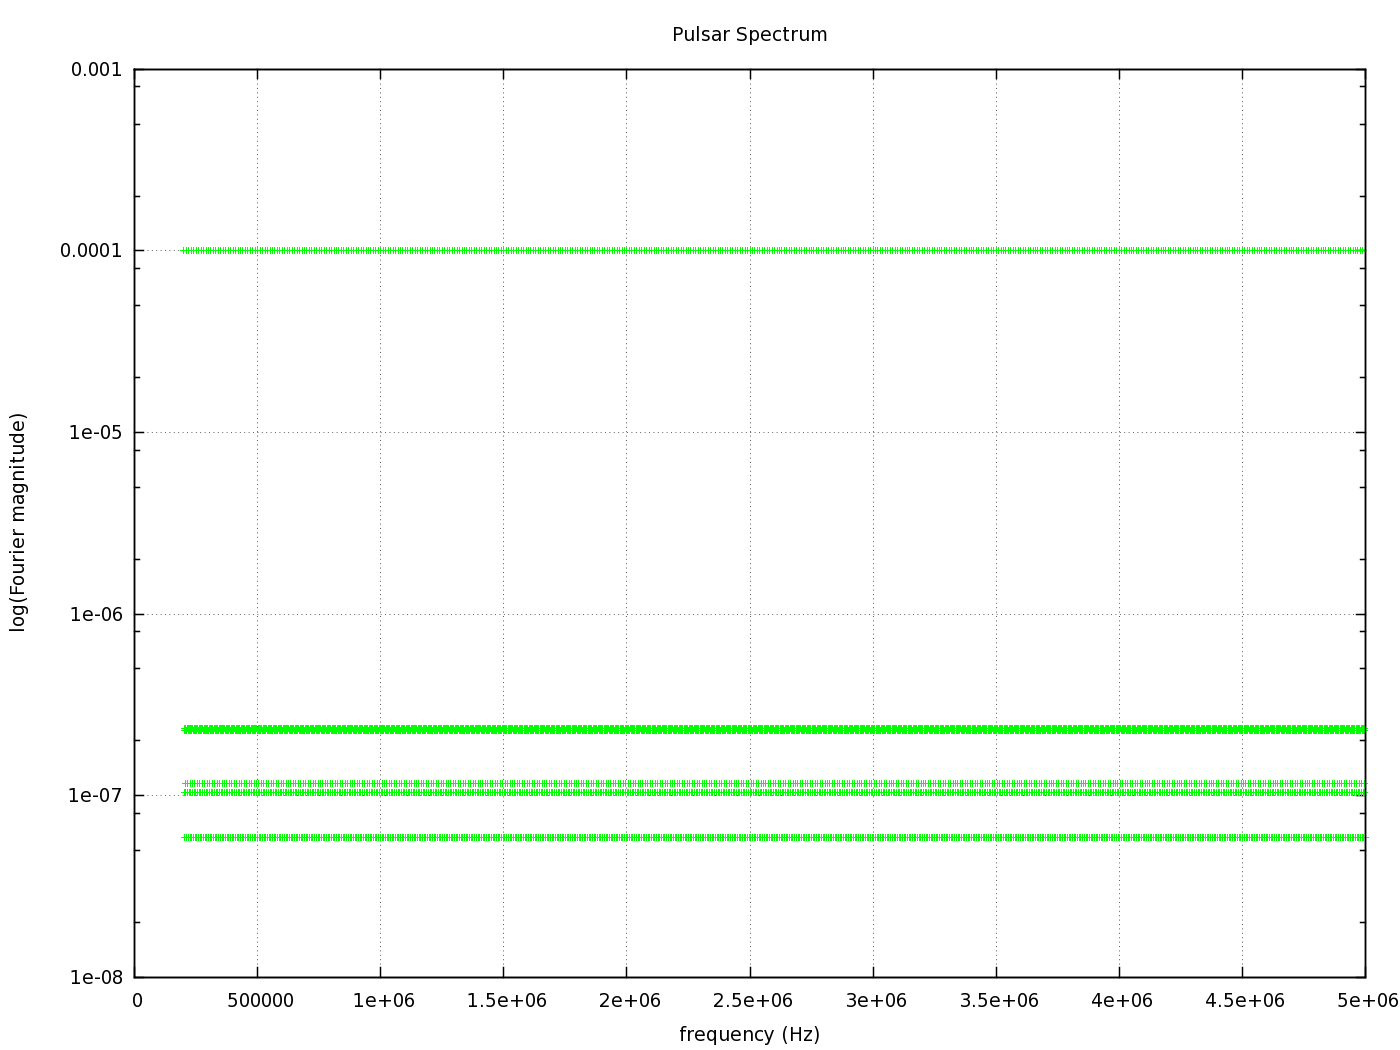 Pulsar Spectrum
0.001
0.0001
1e-05
1e-06
1e-07
1e-08
log(Fourier magnitude)
0 500000 1e+06 1.5e+06 2e+06 2.5e+06 3e+06 3.5e+06 4e+06 4.5e+06 5e+06
frequency (Hz)